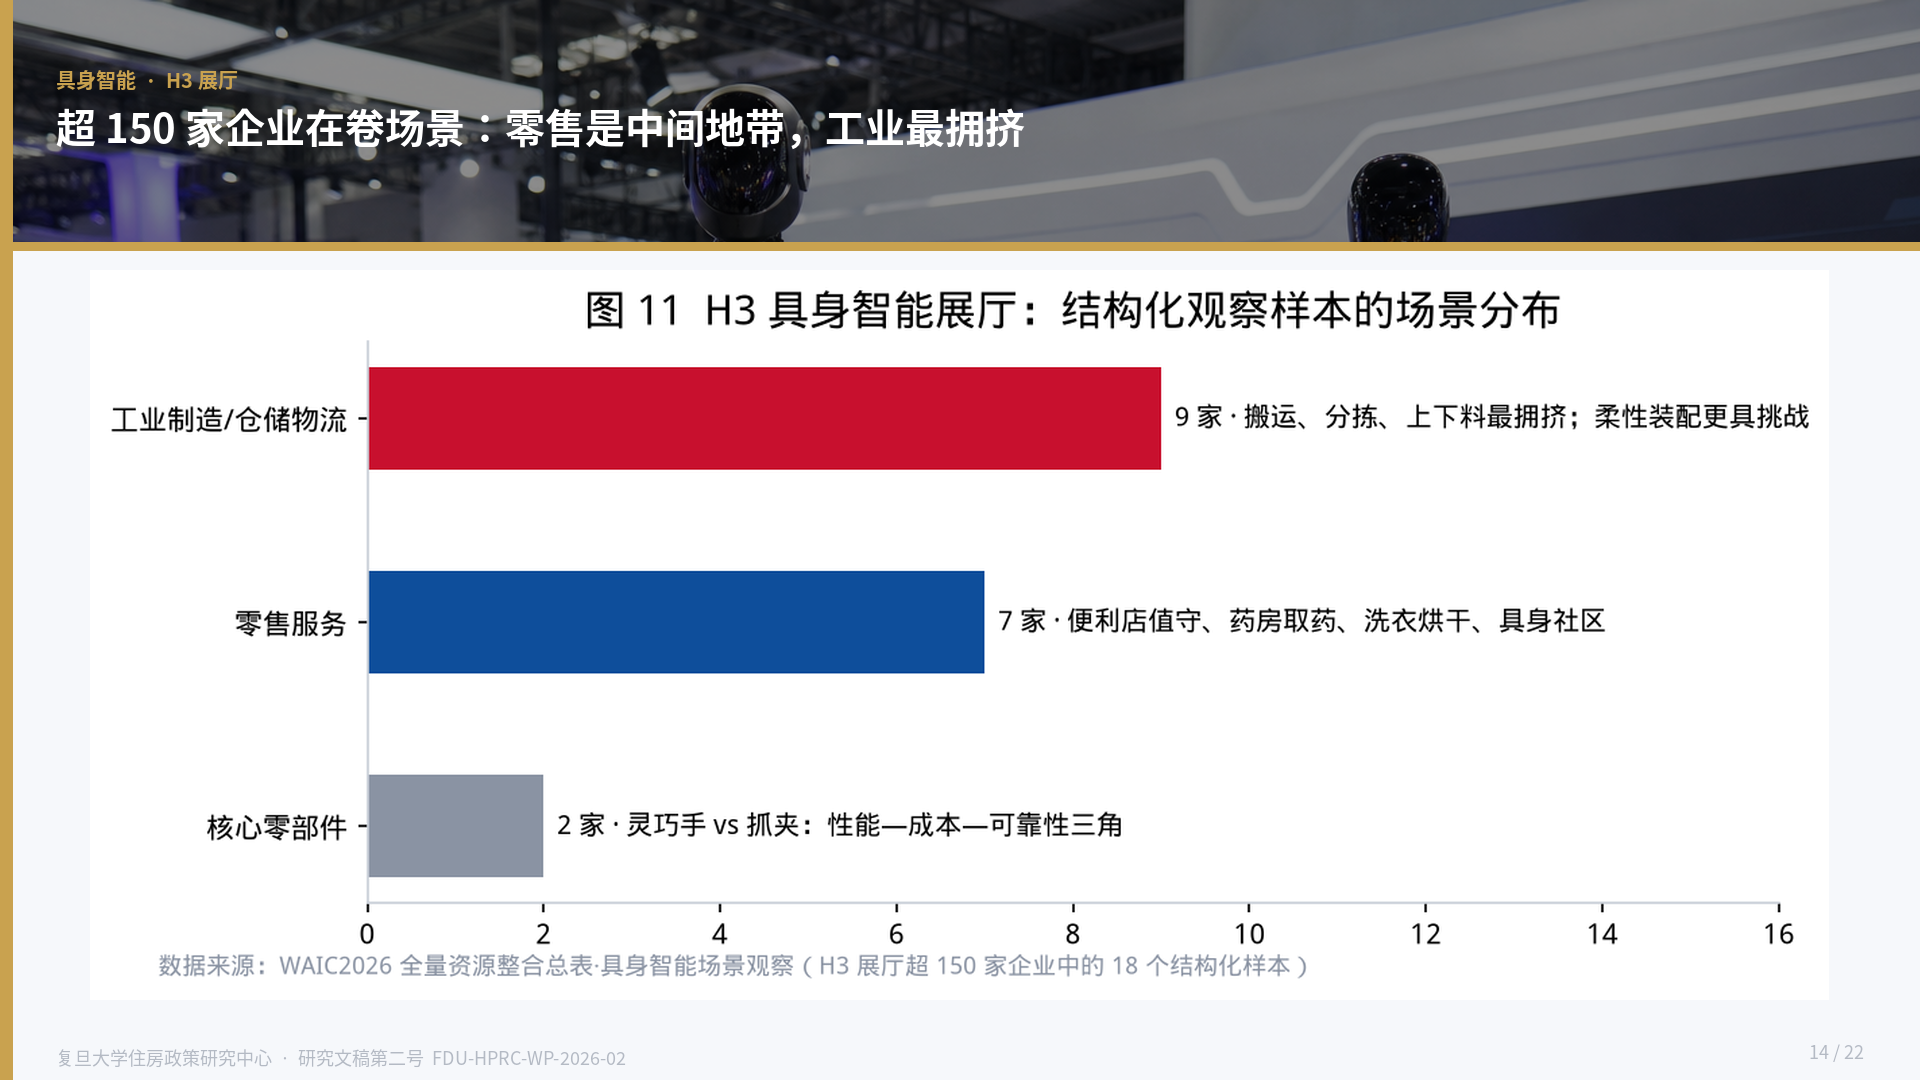 具身智能 · H3 展厅
超 150 家企业在卷场景：零售是中间地带，工业最拥挤
图 11 H3 具身智能展厅：结构化观察样本的场景分布
工业制造/仓储物流
9 家 · 搬运、分拣、上下料最拥挤；柔性装配更具挑战
零售服务
7 家 · 便利店值守、药房取药、洗衣烘干、具身社区
核心零部件
2 家 · 灵巧手 vs 抓夹：性能—成本—可靠性三角
0 2 4 6 8 10 12 14 16
数据来源：WAIC2026 全量资源整合总表·具身智能场景观察（H3 展厅超 150 家企业中的 18 个结构化样本）
复旦大学住房政策研究中心 · 研究文稿第二号 FDU-HPRC-WP-2026-02
14 / 22